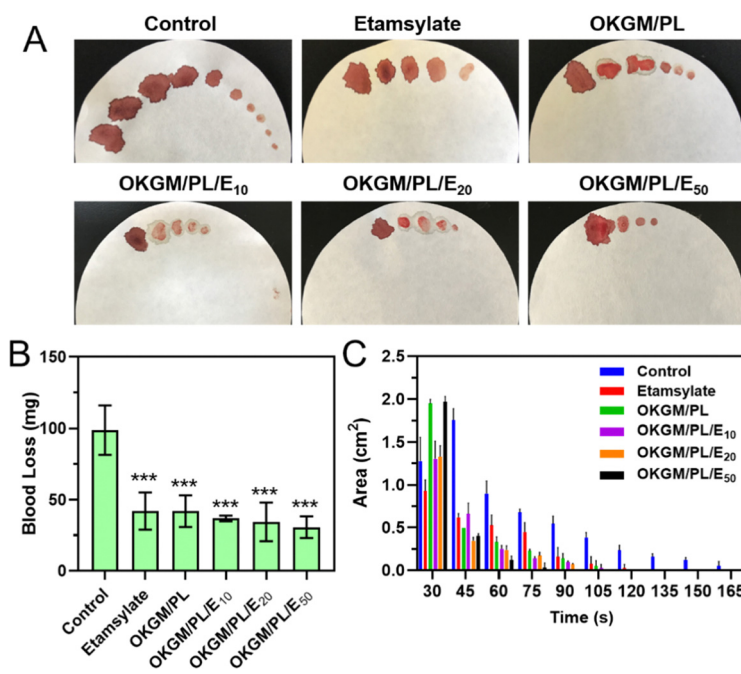 A
Control
Etamsylate
OKGM/PL
OKGM/PL/E10
OKGM/PL/E20
OKGM/PL/E50
B
Blood Loss (mg)
150
100
50
0
***
***
***
***
***
Control
Etamsylate
OKGM/PL
OKGM/PL/E10
OKGM/PL/E20
OKGM/PL/E50
C
Area (cm2)
2.5
2.0
1.5
1.0
0.5
0.0
Control
Etamsylate
OKGM/PL
OKGM/PL/E10
OKGM/PL/E20
OKGM/PL/E50
30 45 60 75 90 105 120 135 150 165
Time (s)